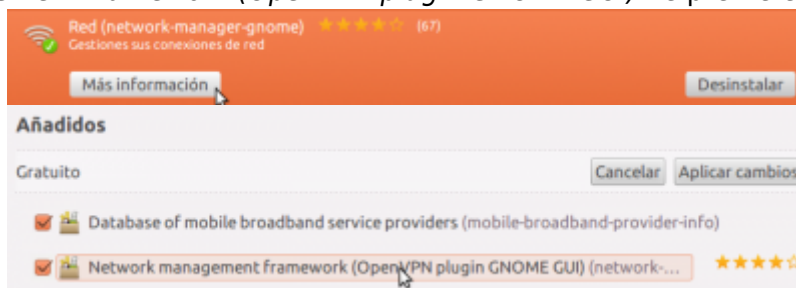 Red (network-manager-gnome) (67)
Gestiones sus conexiones de red
Más información Desinstalar
Añadidos
Gratuito Cancelar Aplicar cambios
Database of mobile broadband service providers (mobile-broadband-provider-info)
Network management framework (OpenVPN plugin GNOME GUI) (network-...